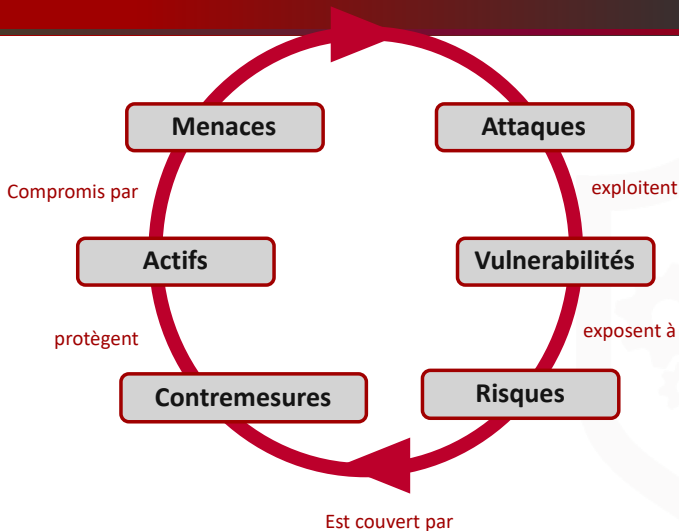 Menaces
Attaques
Compromis par
exploitent
Actifs
Vulnerabilités
protègent
exposent à
Contremesures
Risques
Est couvert par